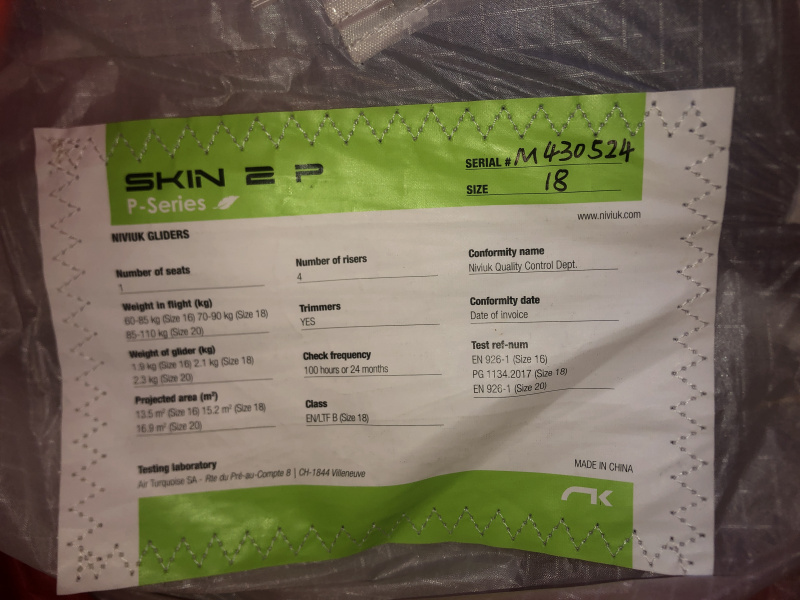 SKIN 2 P
P-Series
SERIAL # M430524
SIZE 18
www.niviuk.com
NIVIUK GLIDERS
Number of seats
1
Weight in flight (kg)
60-85 kg (Size 16) 70-90 kg (Size 18)
85-110 kg (Size 20)
Weight of glider (kg)
1.9 kg (Size 16) 2.1 kg (Size 18)
2.3 kg (Size 20)
Projected area (m²)
13.5 m² (Size 16) 15.2 m² (Size 18)
16.9 m² (Size 20)
Number of risers
4
Trimmers
YES
Check frequency
100 hours or 24 months
Class
EN/LTF B (Size 18)
Conformity name
Niviuk Quality Control Dept.
Conformity date
Date of invoice
Test ref-num
EN 926-1 (Size 16)
PG 1134.2017 (Size 18)
EN 926-1 (Size 20)
Testing laboratory
Air Turquoise SA - Rte du Pré-au-Compte 8 | CH-1844 Villeneuve
MADE IN CHINA